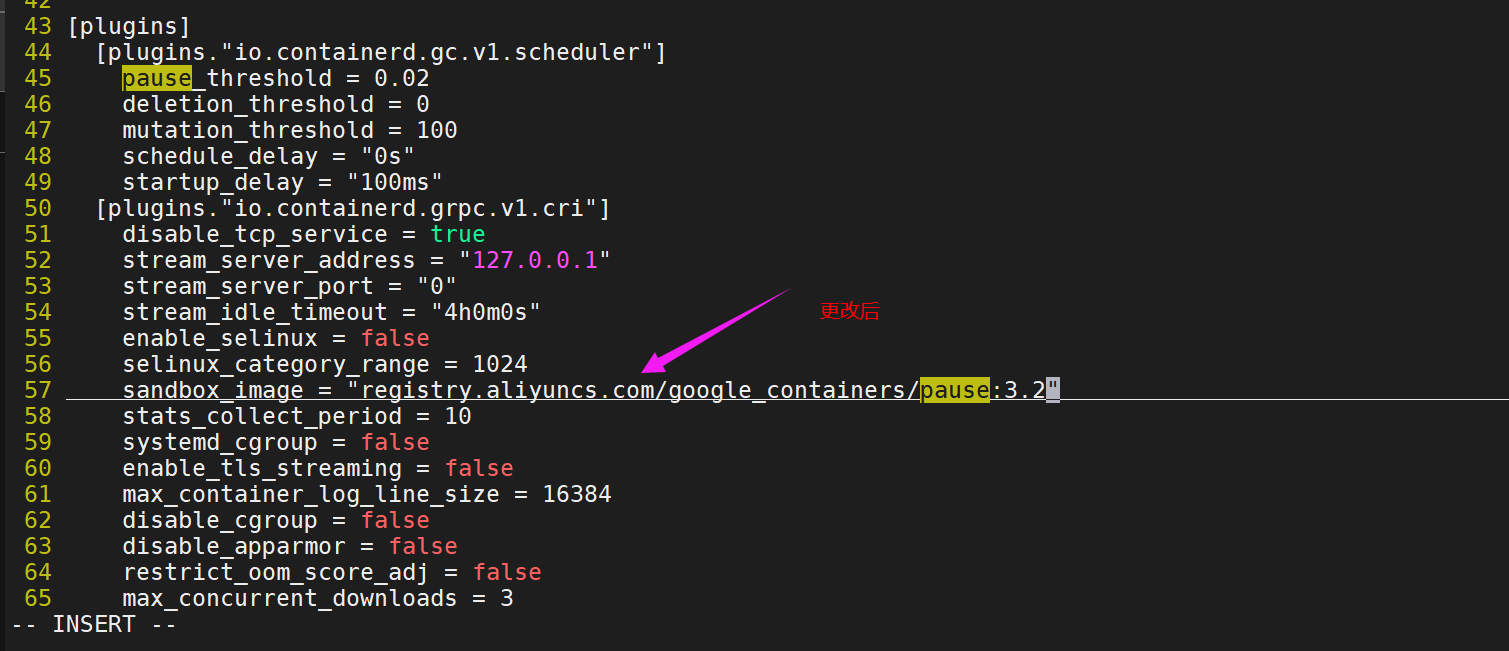 42
43 [plugins]
44   [plugins."io.containerd.gc.v1.scheduler"]
45     pause_threshold = 0.02
46     deletion_threshold = 0
47     mutation_threshold = 100
48     schedule_delay = "0s"
49     startup_delay = "100ms"
50   [plugins."io.containerd.grpc.v1.cri"]
51     disable_tcp_service = true
52     stream_server_address = "127.0.0.1"
53     stream_server_port = "0"
54     stream_idle_timeout = "4h0m0s"
更改后
55     enable_selinux = false
56     selinux_category_range = 1024
57     sandbox_image = "registry.aliyuncs.com/google_containers/pause:3.2"
58     stats_collect_period = 10
59     systemd_cgroup = false
60     enable_tls_streaming = false
61     max_container_log_line_size = 16384
62     disable_cgroup = false
63     disable_apparmor = false
64     restrict_oom_score_adj = false
65     max_concurrent_downloads = 3
-- INSERT --